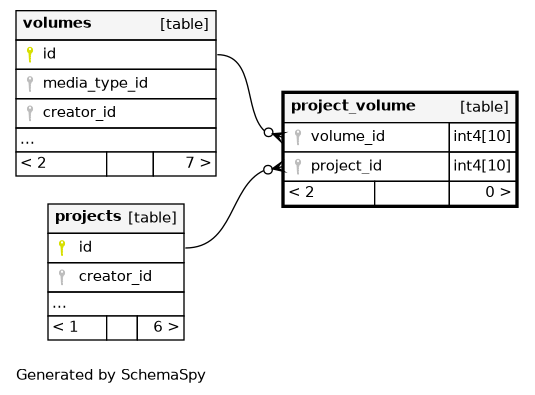 volumes [table]
id
media_type_id
creator_id
...
< 2 7 >
project_volume [table]
volume_id int4[10]
project_id int4[10]
< 2 0 >
projects [table]
id
creator_id
...
< 1 6 >
Generated by SchemaSpy